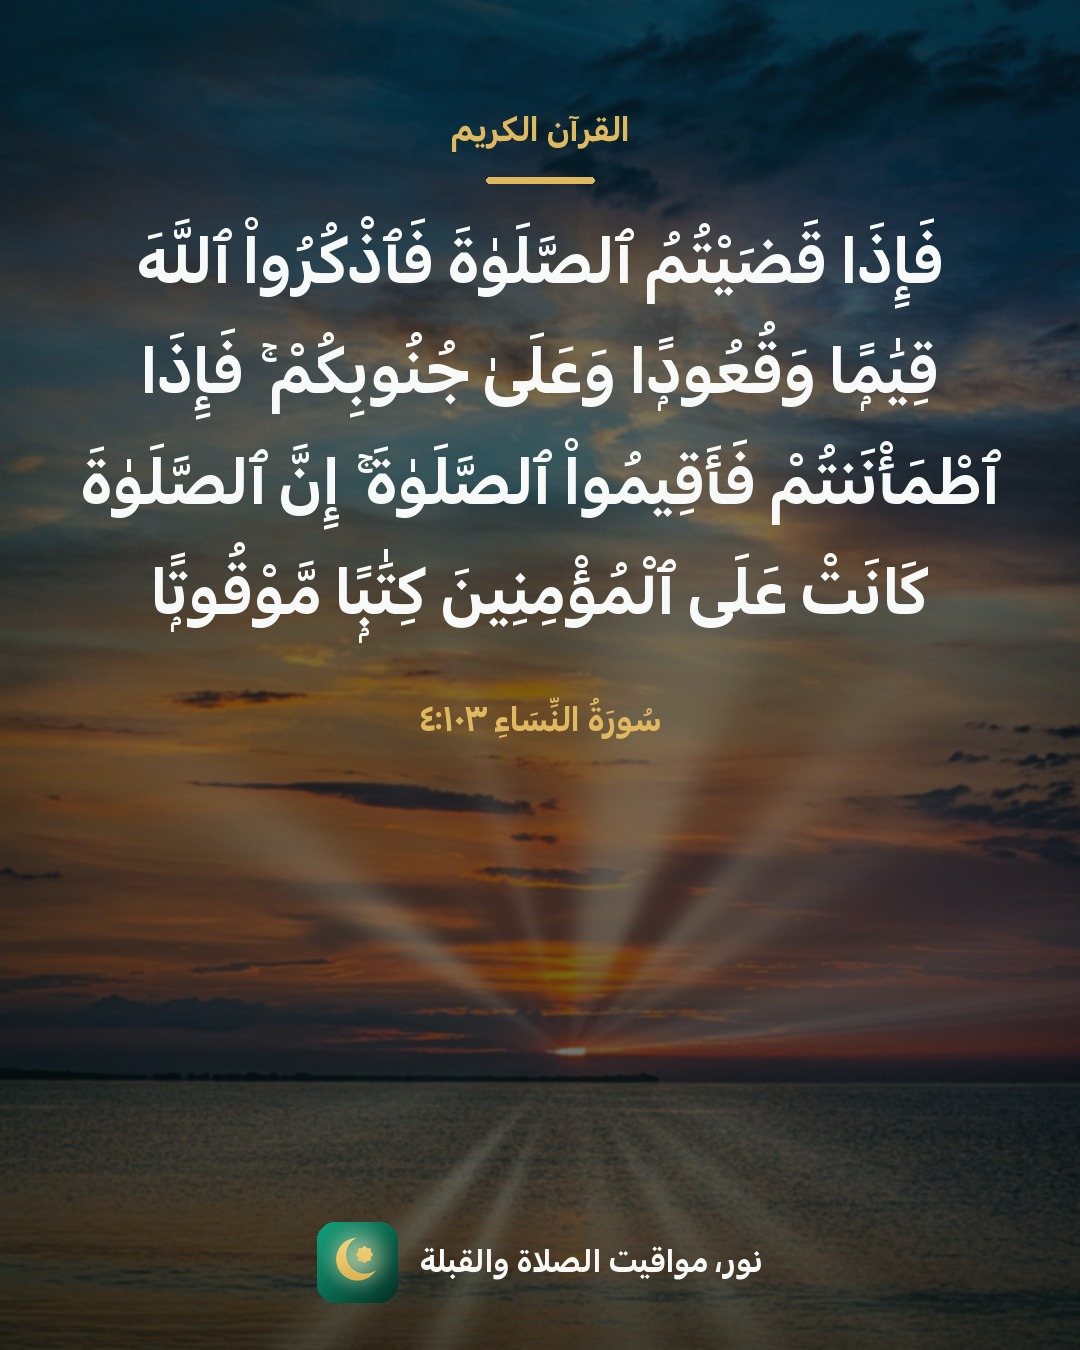 القرآن الكريم
فَإِذَا قَضَيْتُمُ ٱلصَّلَوٰةَ فَٱذْكُرُوا۟ ٱللَّهَ
قِيَٰمًۭا وَقُعُودًۭا وَعَلَىٰ جُنُوبِكُمْ ۚ فَإِذَا
ٱطْمَأْنَنتُمْ فَأَقِيمُوا۟ ٱلصَّلَوٰةَ ۚ إِنَّ ٱلصَّلَوٰةَ
كَانَتْ عَلَى ٱلْمُؤْمِنِينَ كِتَٰبًۭا مَّوْقُوتًۭا
سُورَةُ النِّسَاءِ ٤:١٠٣
نور، مواقيت الصلاة والقبلة